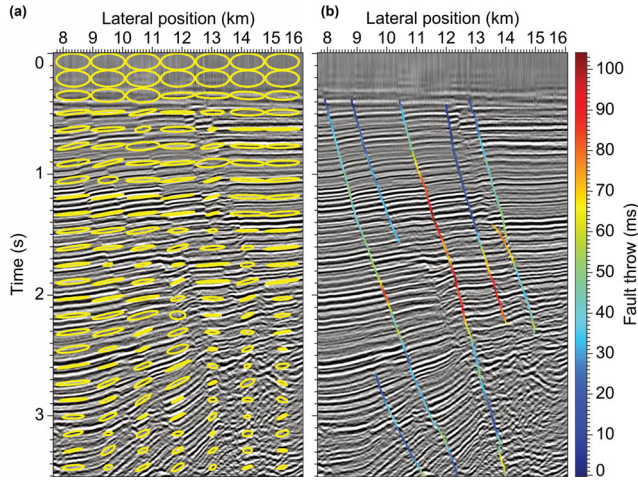 (a) Lateral position (km)
8 9 10 11 12 13 14 15 16
(b) Lateral position (km)
8 9 10 11 12 13 14 15 16
Time (s)
0
1
2
3
100
90
80
70
60
50
40
30
20
10
0
Fault throw (ms)